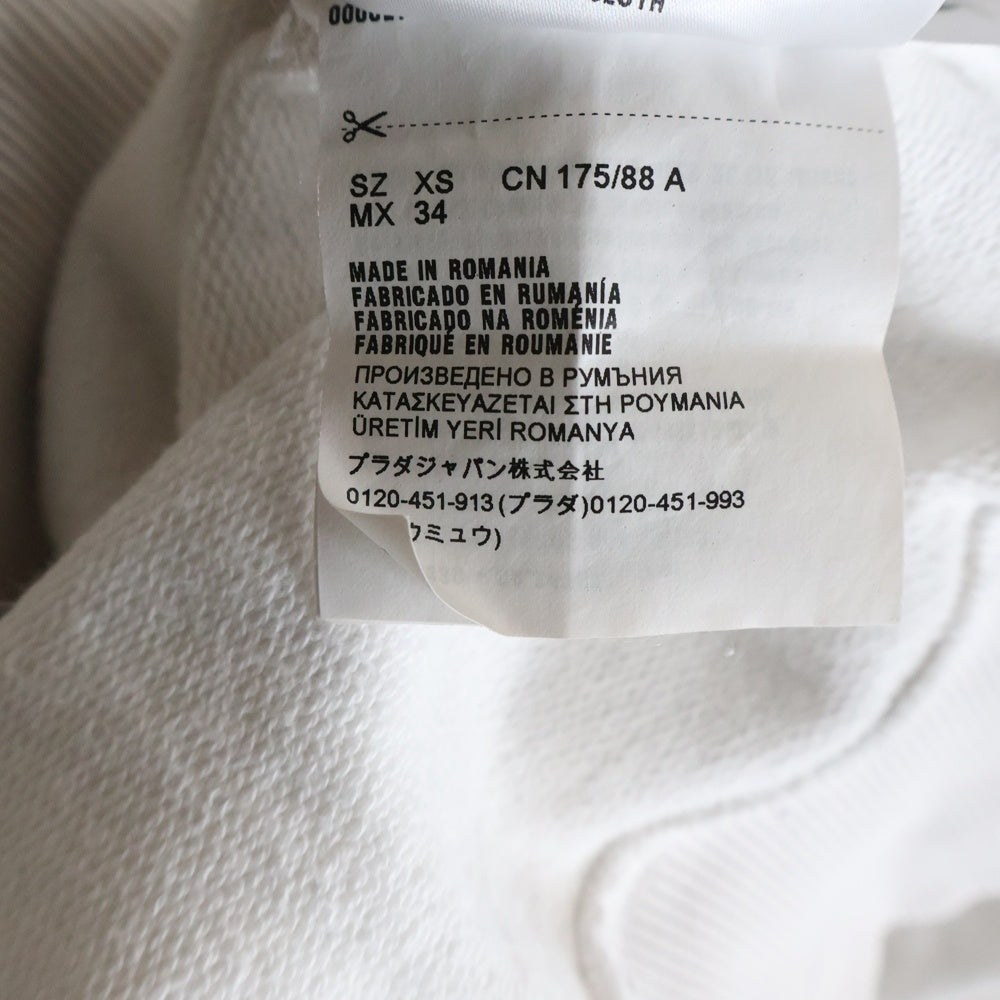 SZ XS CN 175/88 A
MX 34
MADE IN ROMANIA
FABRICADO EN RUMANÍA
FABRICADO NA ROMÉNIA
FABRIQUÉ EN ROUMANIE
ПРОИЗВЕДЕНО В РУМЪНИЯ
ΚΑΤΑΣΚΕΥΑΖΕΤΑΙ ΣΤΗ ΡΟΥΜΑΝΙΑ
ÜRETİM YERİ ROMANYA
プラダジャパン株式会社
0120-451-913(プラダ)0120-451-993
ウミュウ)